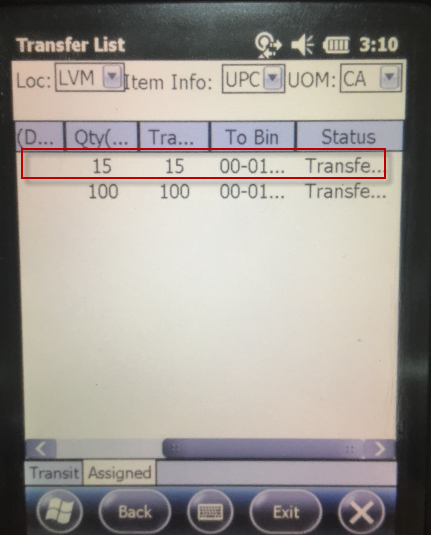 Transfer List 3:10
Loc: LVM Item Info: UPC UOM: CA
(D... Qty(... Tra... To Bin Status
15 15 00-01... Transfe...
100 100 00-01... Transfe...
Transit Assigned
Back Exit